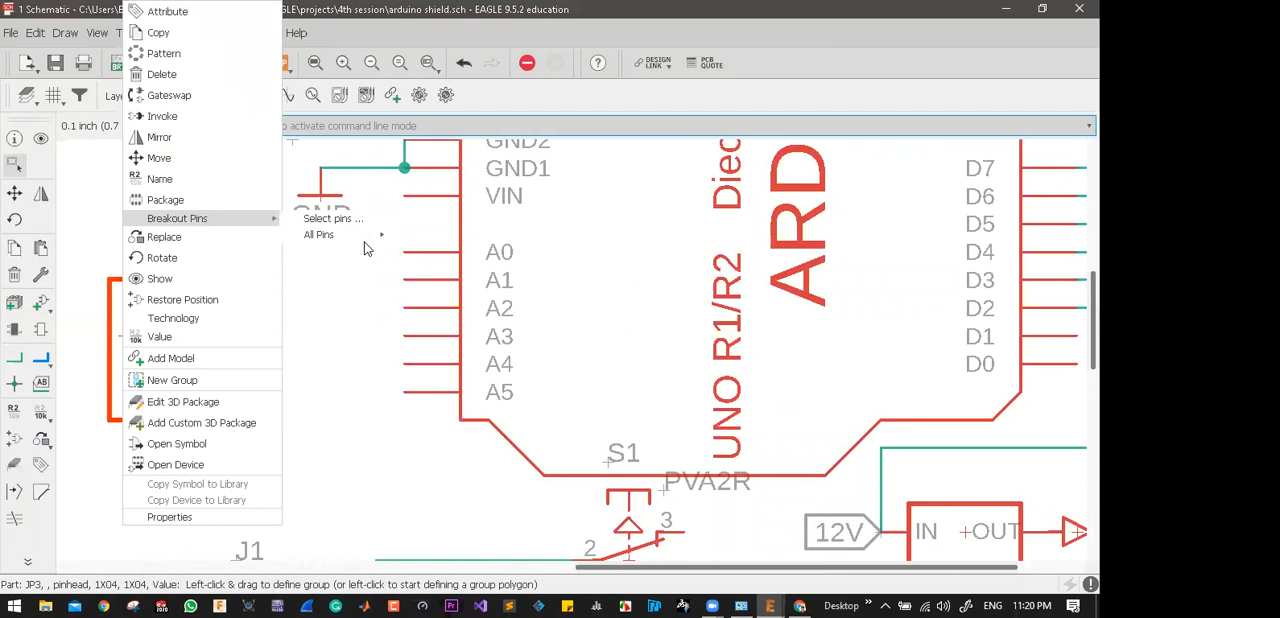 1 Schematic - C:\Users\E
EAGLE\projects\4th session\arduino shield.sch - EAGLE 9.5.2 education
File Edit Draw View T
Help
DESIGN LINK
PCB QUOTE
Laye
0.1 inch (0.7
to activate command line mode
Attribute
Copy
Pattern
Delete
Gateswap
Invoke
Mirror
Move
Name
Package
Breakout Pins
Replace
Rotate
Show
Restore Position
Technology
Value
Add Model
New Group
Edit 3D Package
Add Custom 3D Package
Open Symbol
Open Device
Copy Symbol to Library
Copy Device to Library
Properties
Select pins ...
All Pins
GND
GND2
GND1
VIN
A0
A1
A2
A3
A4
A5
UNO R1/R2 Diec
ARD
D7
D6
D5
D4
D3
D2
D1
D0
S1
PVA2R
3
2
J1
12V
IN
OUT
Part: JP3, , pinhead, 1X04, 1X04, Value: Left-click & drag to define group (or left-click to start defining a group polygon)
Desktop
ENG
11:20 PM